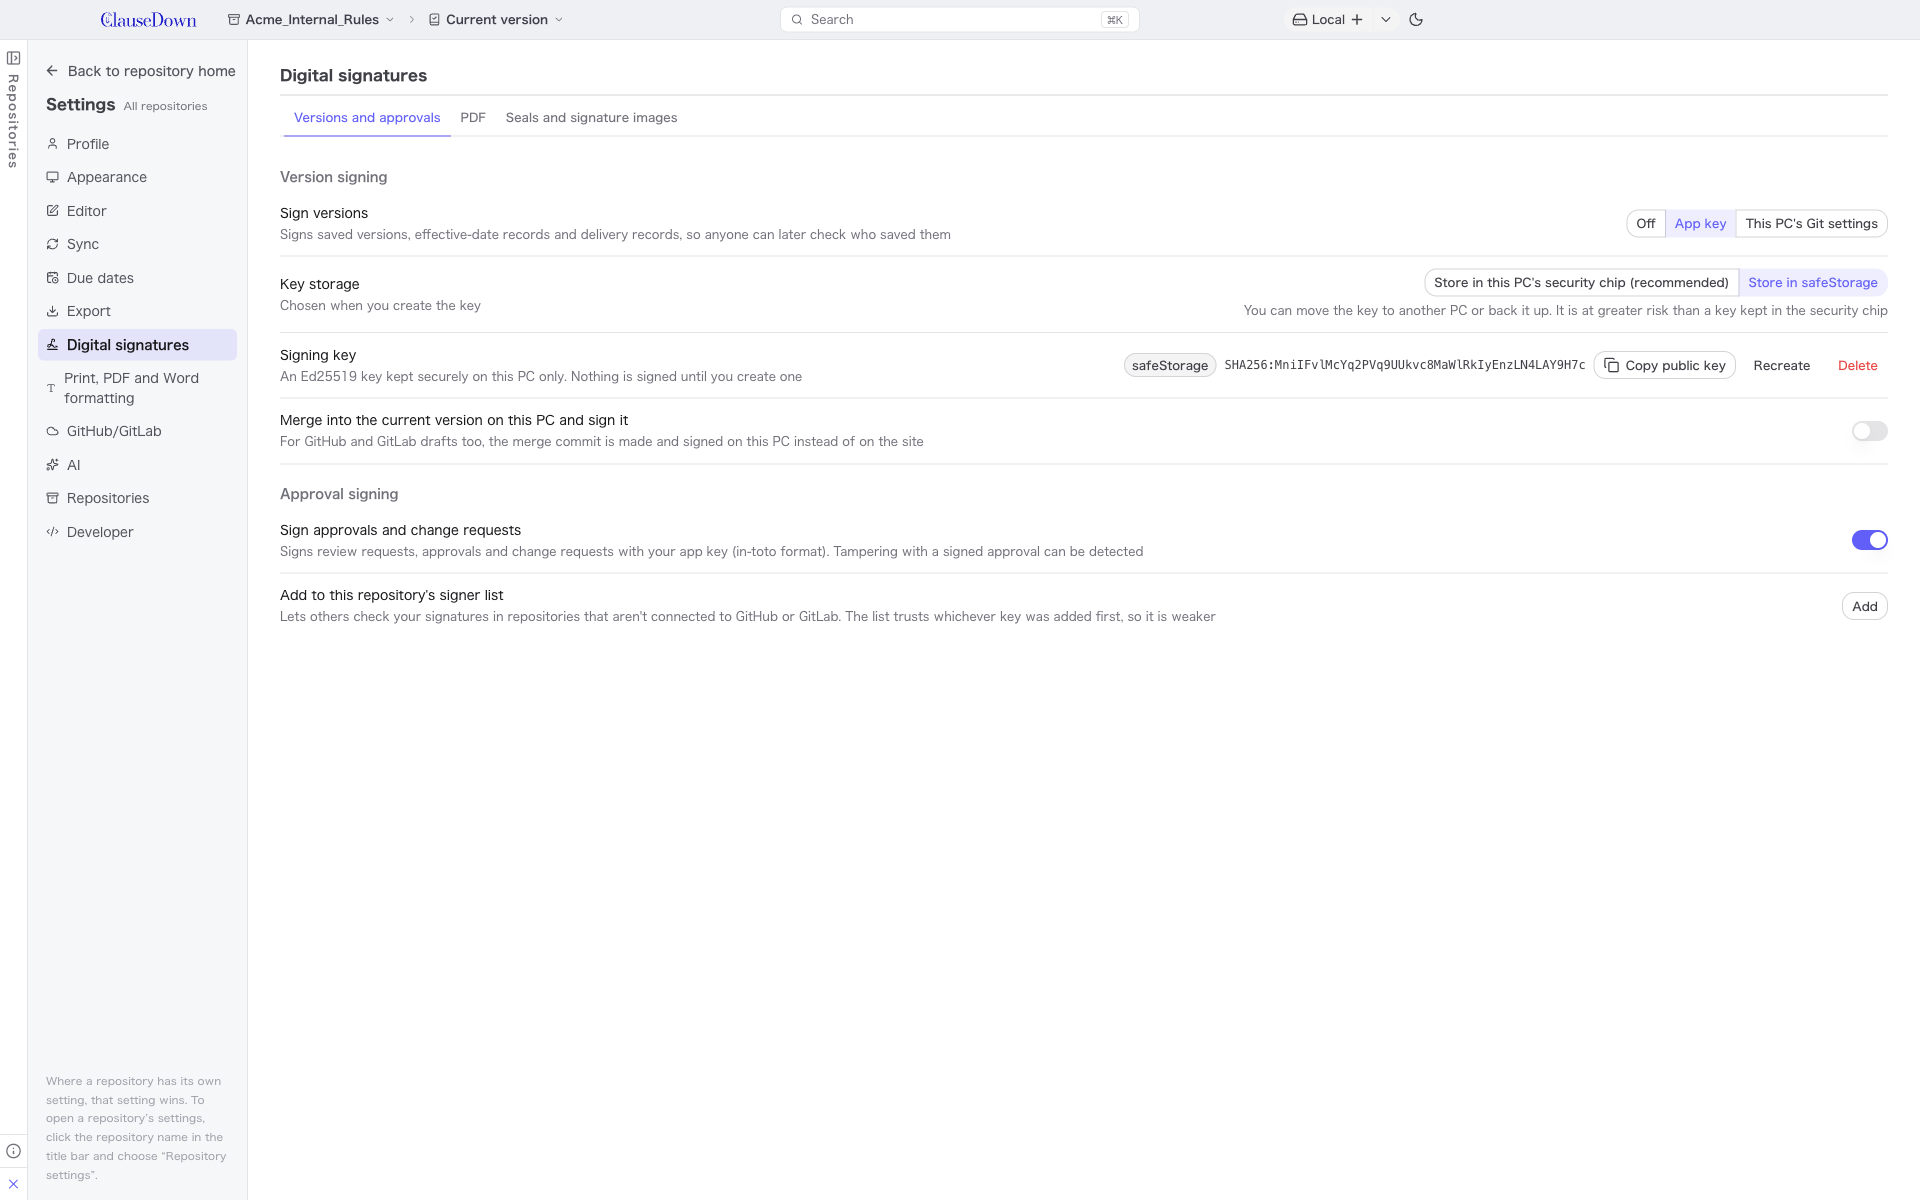 ClauseDown
Acme_Internal_Rules
Current version
Search
⌘K
Local
Repositories
Back to repository home
Settings All repositories
Profile
Appearance
Editor
Sync
Due dates
Export
Digital signatures
Print, PDF and Word
formatting
GitHub/GitLab
AI
Repositories
Developer
Where a repository has its own
setting, that setting wins. To
open a repository's settings,
click the repository name in the
title bar and choose “Repository
settings”.
Digital signatures
Versions and approvals PDF Seals and signature images
Version signing
Sign versions
Signs saved versions, effective-date records and delivery records, so anyone can later check who saved them
Off App key This PC's Git settings
Key storage
Chosen when you create the key
Store in this PC's security chip (recommended) Store in safeStorage
You can move the key to another PC or back it up. It is at greater risk than a key kept in the security chip
Signing key
An Ed25519 key kept securely on this PC only. Nothing is signed until you create one
safeStorage SHA256:MniIFvlMcYq2PVq9UUkvc8MaWlRkIyEnzLN4LAY9H7c Copy public key Recreate Delete
Merge into the current version on this PC and sign it
For GitHub and GitLab drafts too, the merge commit is made and signed on this PC instead of on the site
Approval signing
Sign approvals and change requests
Signs review requests, approvals and change requests with your app key (in-toto format). Tampering with a signed approval can be detected
Add to this repository's signer list
Lets others check your signatures in repositories that aren't connected to GitHub or GitLab. The list trusts whichever key was added first, so it is weaker
Add